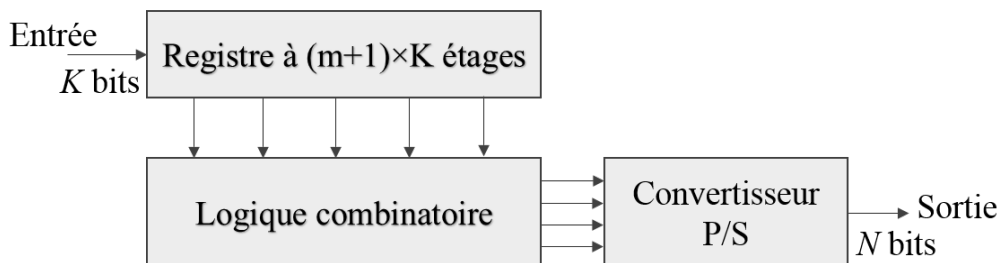 Entrée
K bits
Registre à (m+1)×K étages
Logique combinatoire
Convertisseur
P/S
Sortie
N bits